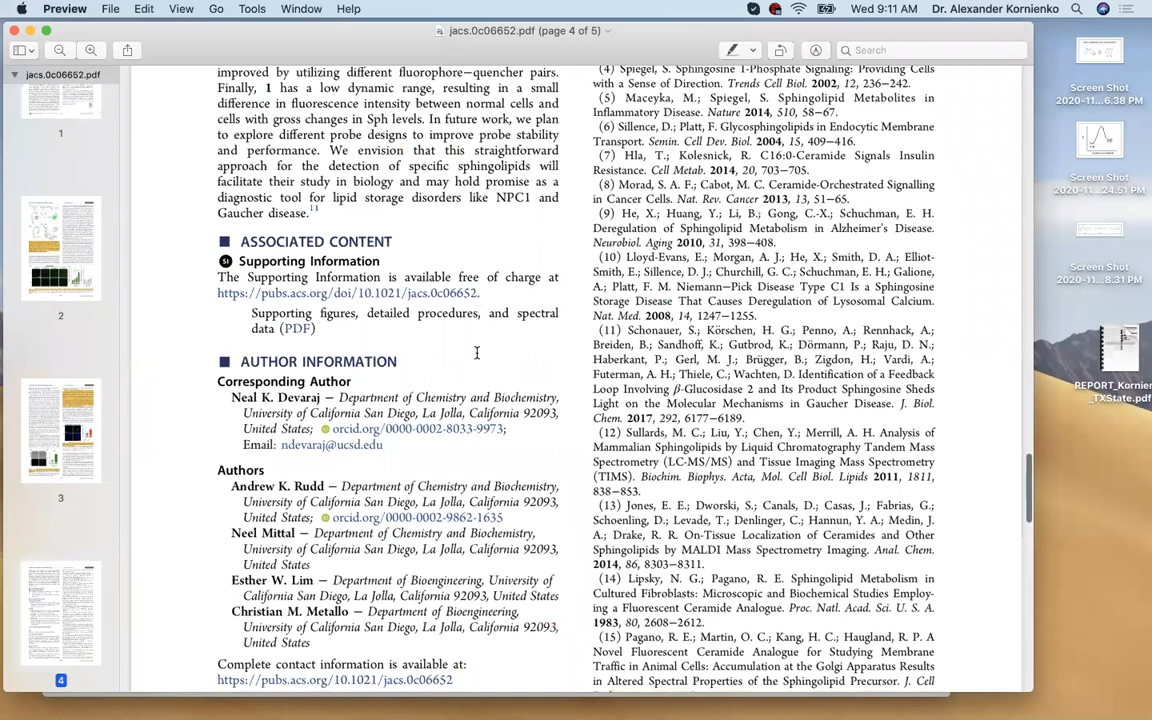 Preview File Edit View Go Tools Window Help
Wed 9:11 AM Dr. Alexander Kornienko
jacs.0c06652.pdf (page 4 of 5)
Search
jacs.0c06652.pdf
1
2
3
4
improved by utilizing different fluorophore−quencher pairs.
Finally, 1 has a low dynamic range, resulting in a small
difference in fluorescence intensity between normal cells and
cells with gross changes in Sph levels. In future work, we plan
to explore different probe designs to improve probe stability
and performance. We envision that this straightforward
approach for the detection of specific sphingolipids will
facilitate their study in biology and may hold promise as a
diagnostic tool for lipid storage disorders like NPC1 and
Gaucher disease.11
ASSOCIATED CONTENT
SI Supporting Information
The Supporting Information is available free of charge at
https://pubs.acs.org/doi/10.1021/jacs.0c06652.
Supporting figures, detailed procedures, and spectral
data (PDF)
AUTHOR INFORMATION
Corresponding Author
Neal K. Devaraj − Department of Chemistry and Biochemistry,
University of California San Diego, La Jolla, California 92093,
United States; orcid.org/0000-0002-8033-9973;
Email: ndevaraj@ucsd.edu
Authors
Andrew K. Rudd − Department of Chemistry and Biochemistry,
University of California San Diego, La Jolla, California 92093,
United States; orcid.org/0000-0002-9862-1635
Neel Mittal − Department of Chemistry and Biochemistry,
University of California San Diego, La Jolla, California 92093,
United States
Esther W. Lim − Department of Bioengineering, University of
California San Diego, La Jolla, California 92093, United States
Christian M. Metallo − Department of Bioengineering,
University of California San Diego, La Jolla, California 92093,
United States
Complete contact information is available at:
https://pubs.acs.org/10.1021/jacs.0c06652
(4) Spiegel, S. Sphingosine 1-Phosphate Signaling: Providing Cells
with a Sense of Direction. Trends Cell Biol. 2002, 12, 236−242.
(5) Maceyka, M.; Spiegel, S. Sphingolipid Metabolites in
Inflammatory Disease. Nature 2014, 510, 58−67.
(6) Sillence, D.; Platt, F. Glycosphingolipids in Endocytic Membrane
Transport. Semin. Cell Dev. Biol. 2004, 15, 409−416.
(7) Hla, T.; Kolesnick, R. C16:0-Ceramide Signals Insulin
Resistance. Cell Metab. 2014, 20, 703−705.
(8) Morad, S. A. F.; Cabot, M. C. Ceramide-Orchestrated Signalling
in Cancer Cells. Nat. Rev. Cancer 2013, 13, 51−65.
(9) He, X.; Huang, Y.; Li, B.; Gong, C.-X.; Schuchman, E. H.
Deregulation of Sphingolipid Metabolism in Alzheimer's Disease.
Neurobiol. Aging 2010, 31, 398−408.
(10) Lloyd-Evans, E.; Morgan, A. J.; He, X.; Smith, D. A.; Elliot-
Smith, E.; Sillence, D. J.; Churchill, G. C.; Schuchman, E. H.; Galione,
A.; Platt, F. M. Niemann−Pick Disease Type C1 Is a Sphingosine
Storage Disease That Causes Deregulation of Lysosomal Calcium.
Nat. Med. 2008, 14, 1247−1255.
(11) Schonauer, S.; Körschen, H. G.; Penno, A.; Rennhack, A.;
Breiden, B.; Sandhoff, K.; Gutbrod, K.; Dörmann, P.; Raju, D. N.;
Haberkant, P.; Gerl, M. J.; Brügger, B.; Zigdon, H.; Vardi, A.;
Futerman, A. H.; Thiele, C.; Wachten, D. Identification of a Feedback
Loop Involving β-Glucosidase 2 and Its Product Sphingosine Sheds
Light on the Molecular Mechanisms in Gaucher Disease. J. Biol.
Chem. 2017, 292, 6177−6189.
(12) Sullards, M. C.; Liu, Y.; Chen, Y.; Merrill, A. H. Analysis of
Mammalian Sphingolipids by Liquid Chromatography Tandem Mass
Spectrometry (LC-MS/MS) and Tissue Imaging Mass Spectrometry
(TIMS). Biochim. Biophys. Acta, Mol. Cell Biol. Lipids 2011, 1811,
838−853.
(13) Jones, E. E.; Dworski, S.; Canals, D.; Casas, J.; Fabrias, G.;
Schoenling, D.; Levade, T.; Denlinger, C.; Hannun, Y. A.; Medin, J.
A.; Drake, R. R. On-Tissue Localization of Ceramides and Other
Sphingolipids by MALDI Mass Spectrometry Imaging. Anal. Chem.
2014, 86, 8303−8311.
(14) Lipsky, N. G.; Pagano, R. E. Sphingolipid Metabolism in
Cultured Fibroblasts: Microscopic and Biochemical Studies Employ-
ing a Fluorescent Ceramide Analogue. Proc. Natl. Acad. Sci. U. S. A.
1983, 80, 2608−2612.
(15) Pagano, R. E.; Martin, O. C.; Kang, H. C.; Haugland, R. P. A
Novel Fluorescent Ceramide Analogue for Studying Membrane
Traffic in Animal Cells: Accumulation at the Golgi Apparatus Results
in Altered Spectral Properties of the Sphingolipid Precursor. J. Cell
Screen Shot
2020-11...6.38 PM
Screen Shot
2020-11...24.51 PM
Screen Shot
2020-11...8.31 PM
REPORT_Kornien
_TXState.pdf